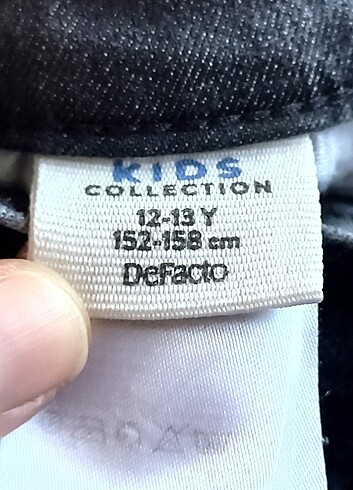 KIDS
COLLECTION
12-13 Y
152-158 cm
DeFacto